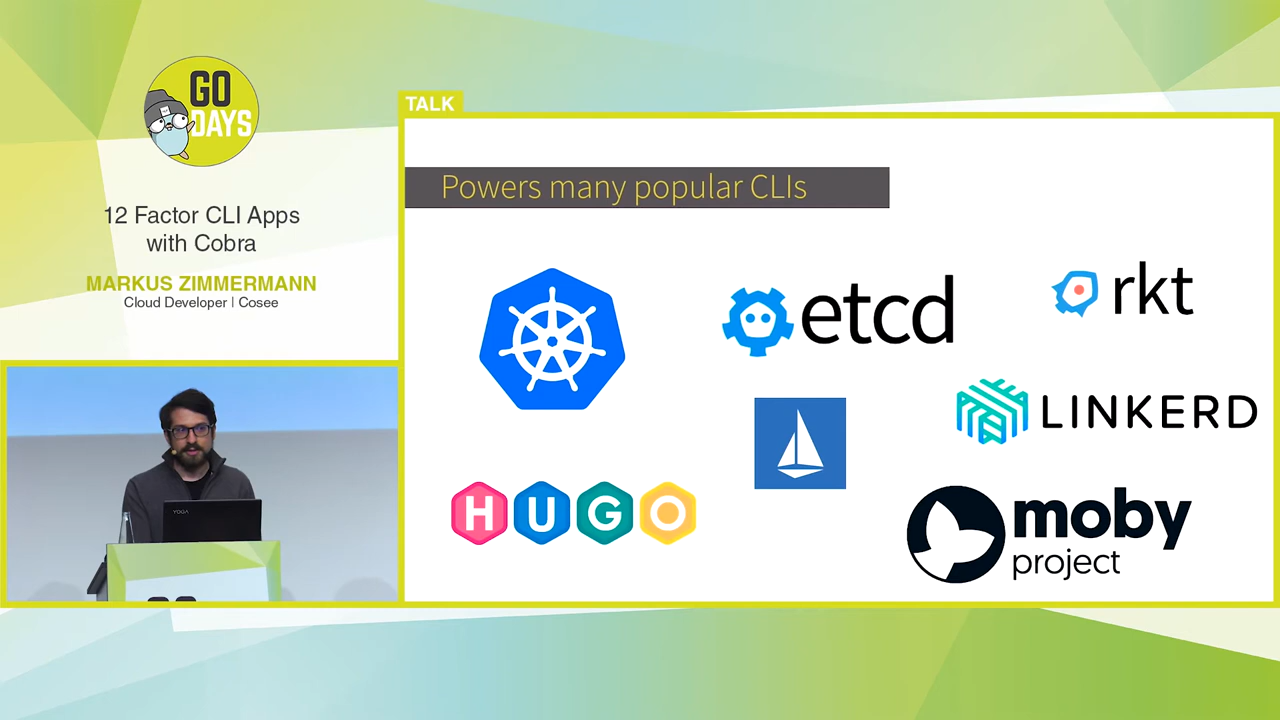 GO
DAYS
12 Factor CLI Apps
with Cobra
MARKUS ZIMMERMANN
Cloud Developer | Cosee
TALK
Powers many popular CLIs
etcd
rkt
LINKERD
HUGO
moby
project
YOGA